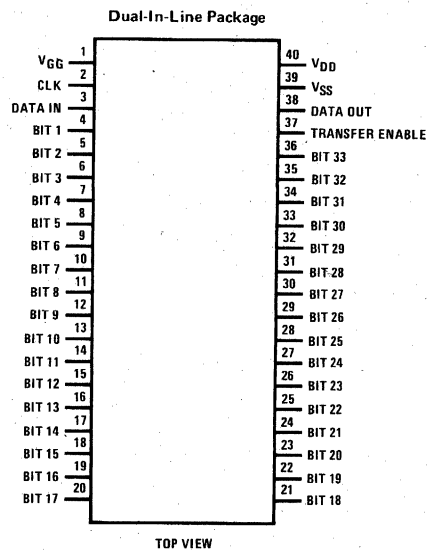 Dual-In-Line Package
VGG 1
CLK 2
DATA IN 3
BIT 1 4
BIT 2 5
BIT 3 6
BIT 4 7
BIT 5 8
BIT 6 9
BIT 7 10
BIT 8 11
BIT 9 12
BIT 10 13
BIT 11 14
BIT 12 15
BIT 13 16
BIT 14 17
BIT 15 18
BIT 16 19
BIT 17 20
40 VDD
39 VSS
38 DATA OUT
37 TRANSFER ENABLE
36 BIT 33
35 BIT 32
34 BIT 31
33 BIT 30
32 BIT 29
31 BIT 28
30 BIT 27
29 BIT 26
28 BIT 25
27 BIT 24
26 BIT 23
25 BIT 22
24 BIT 21
23 BIT 20
22 BIT 19
21 BIT 18
TOP VIEW